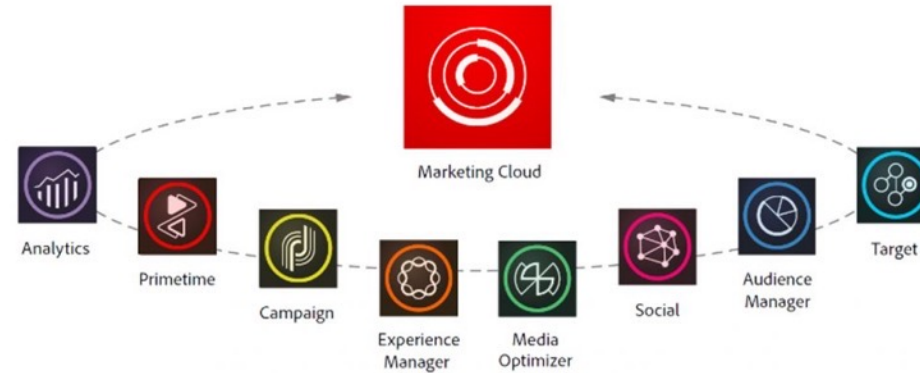 Marketing Cloud
Analytics
Primetime
Campaign
Experience
Manager
Media
Optimizer
Social
Audience
Manager
Target